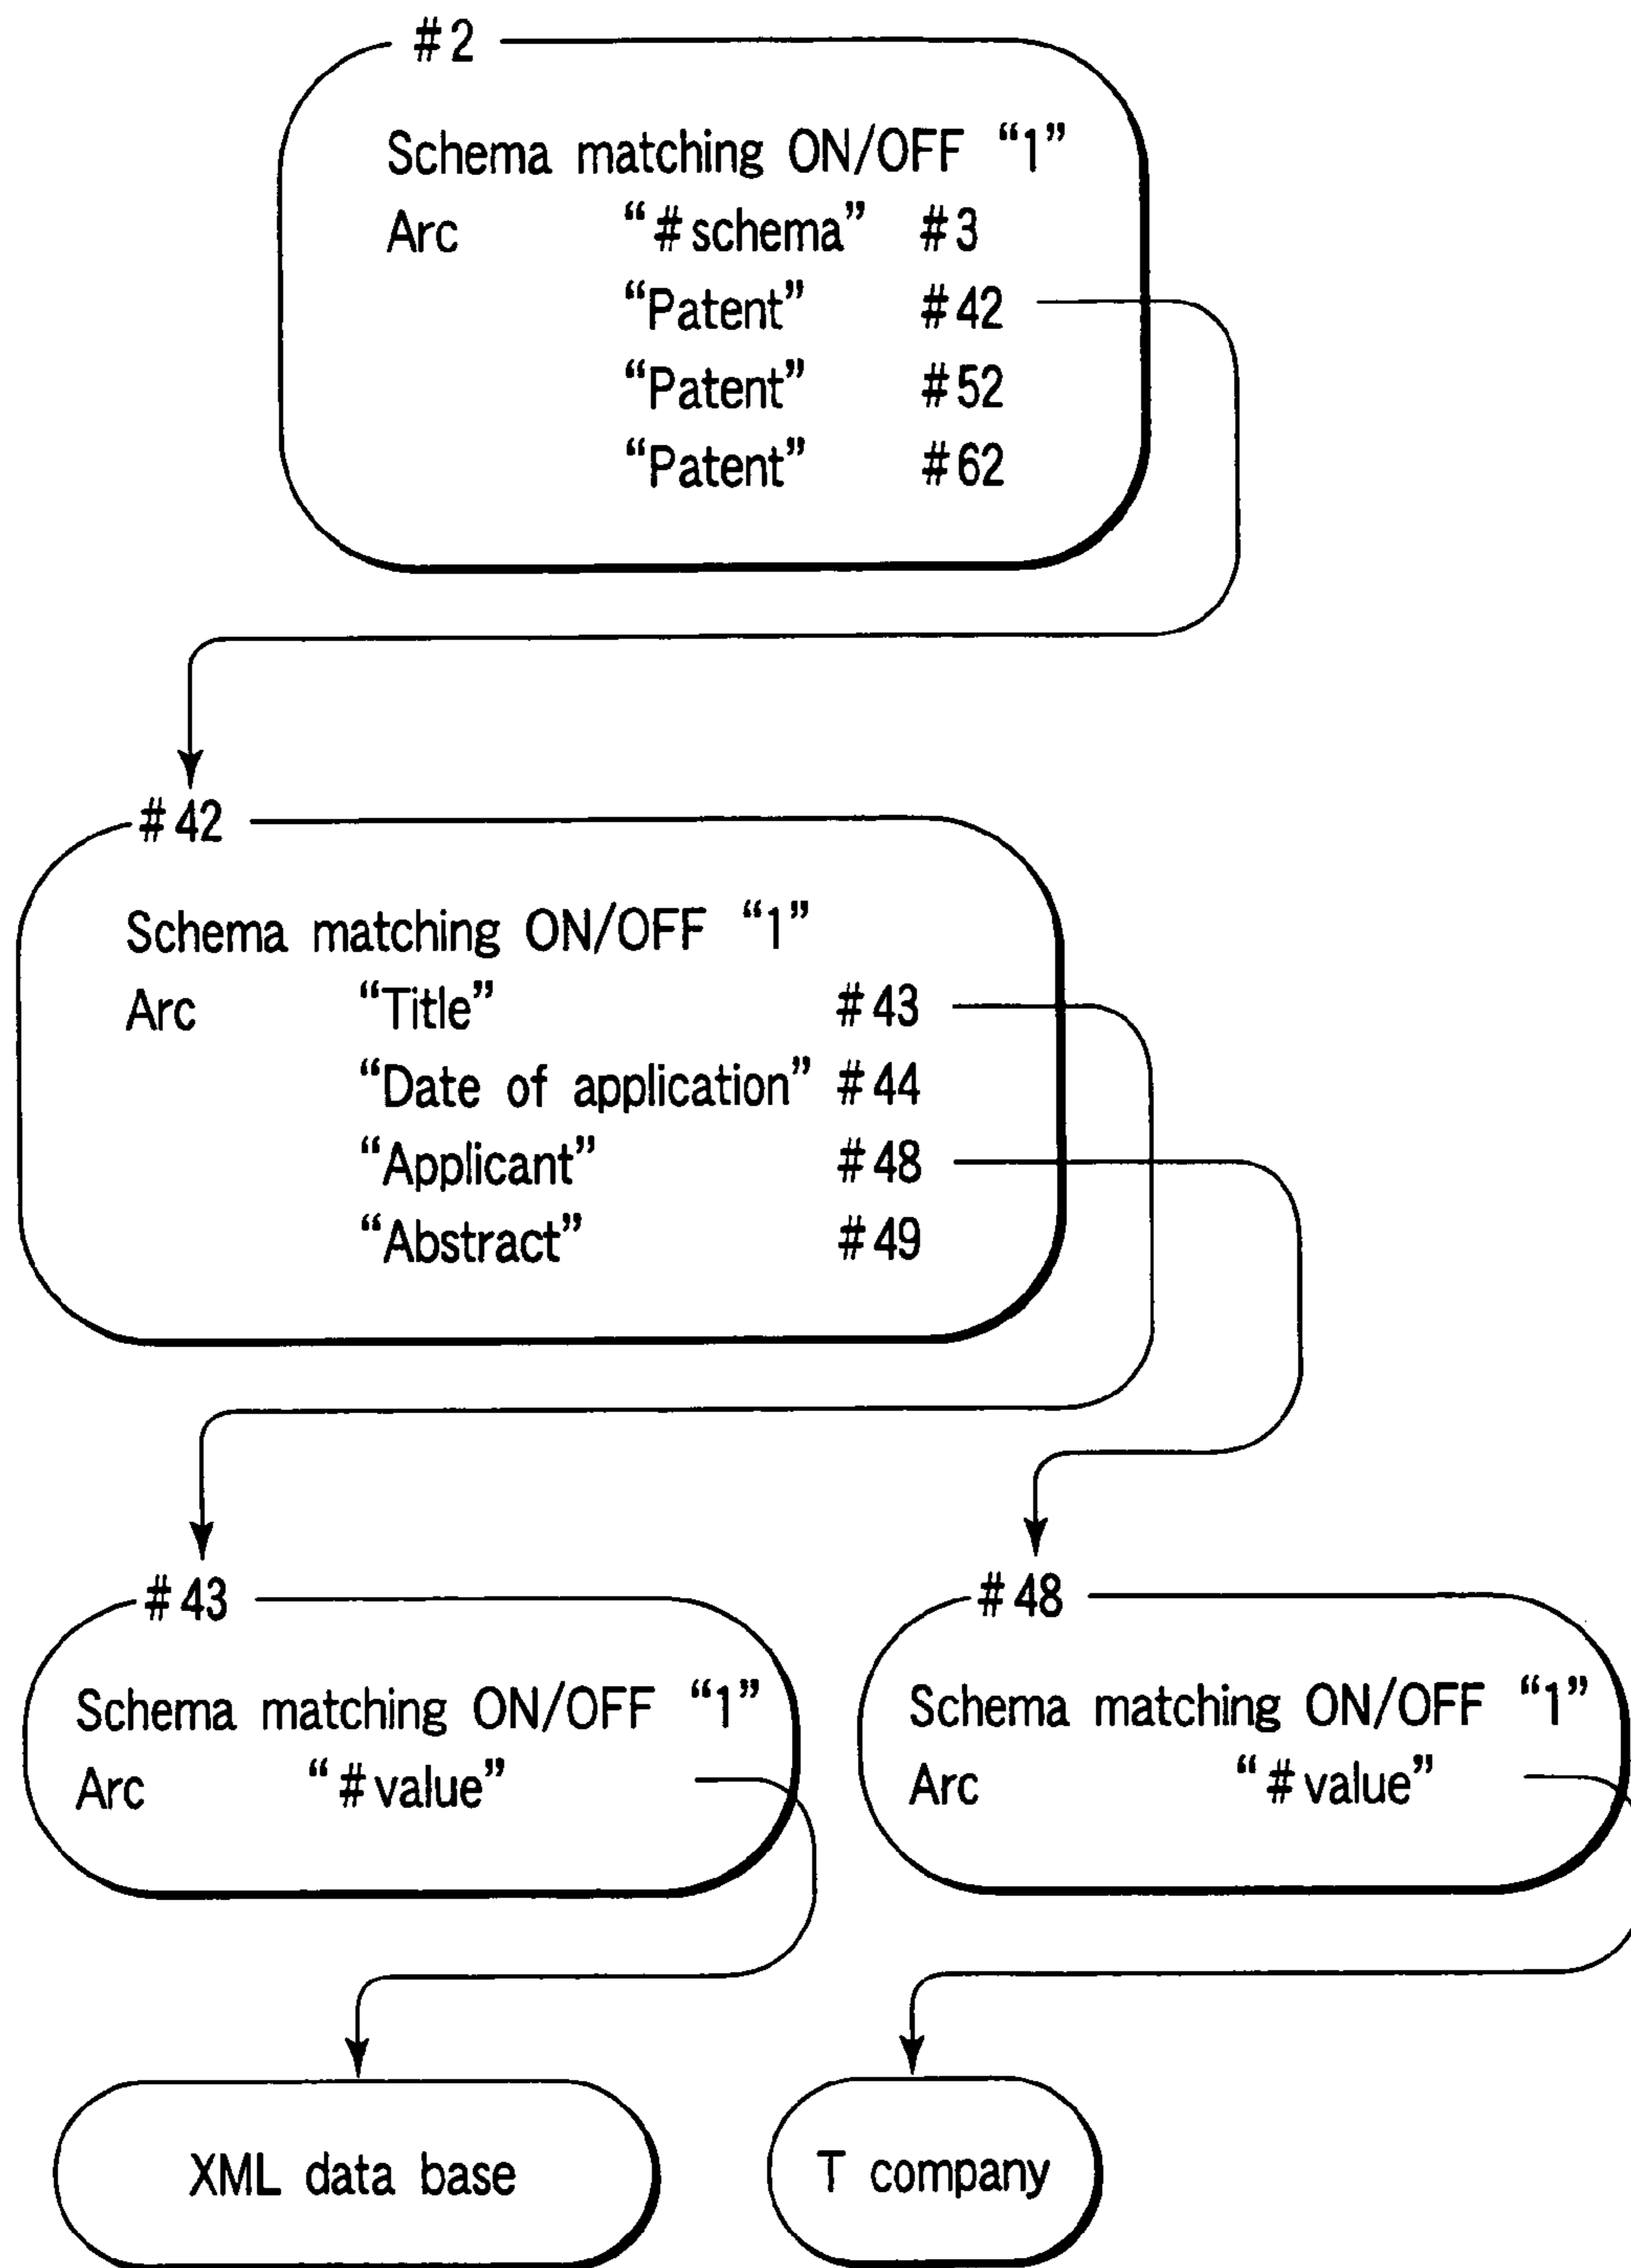 #2
Schema matching ON/OFF “1”
Arc “#schema” #3
“Patent” #42
“Patent” #52
“Patent” #62
#42
Schema matching ON/OFF “1”
Arc “Title” #43
“Date of application” #44
“Applicant” #48
“Abstract” #49
#43
Schema matching ON/OFF “1”
Arc “#value”
#48
Schema matching ON/OFF “1”
Arc “#value”
XML data base
T company